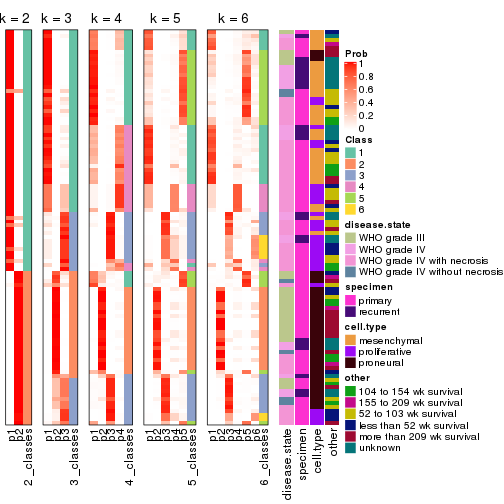 k = 2 k = 3 k = 4 k = 5 k = 6
Prob
1
0.8
0.6
0.4
0.2
0
Class
1
2
3
4
5
6
disease.state
WHO grade III
WHO grade IV
WHO grade IV with necrosis
WHO grade IV without necrosis
specimen
primary
recurrent
cell.type
mesenchymal
proliferative
proneural
other
104 to 154 wk survival
155 to 209 wk survival
52 to 103 wk survival
less than 52 wk survival
more than 209 wk survival
unknown
p1 p2 2_classes p1 p2 p3 3_classes p1 p2 p3 p4 4_classes p1 p2 p3 p4 p5 5_classes p1 p2 p3 p4 p5 p6 6_classes disease.state specimen cell.type other